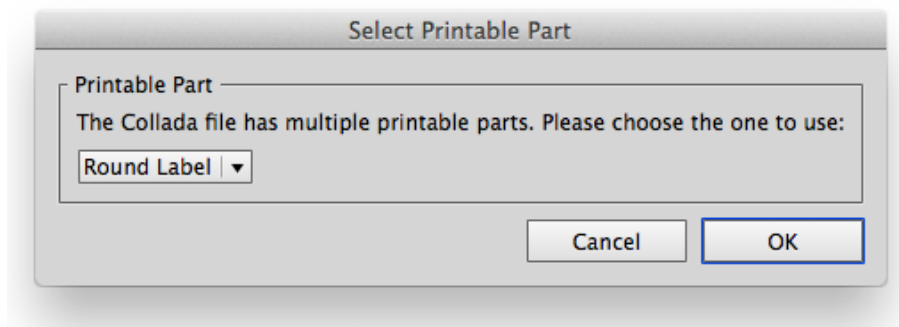 Select Printable Part
Printable Part
The Collada file has multiple printable parts. Please choose the one to use:
Round Label
Cancel
OK